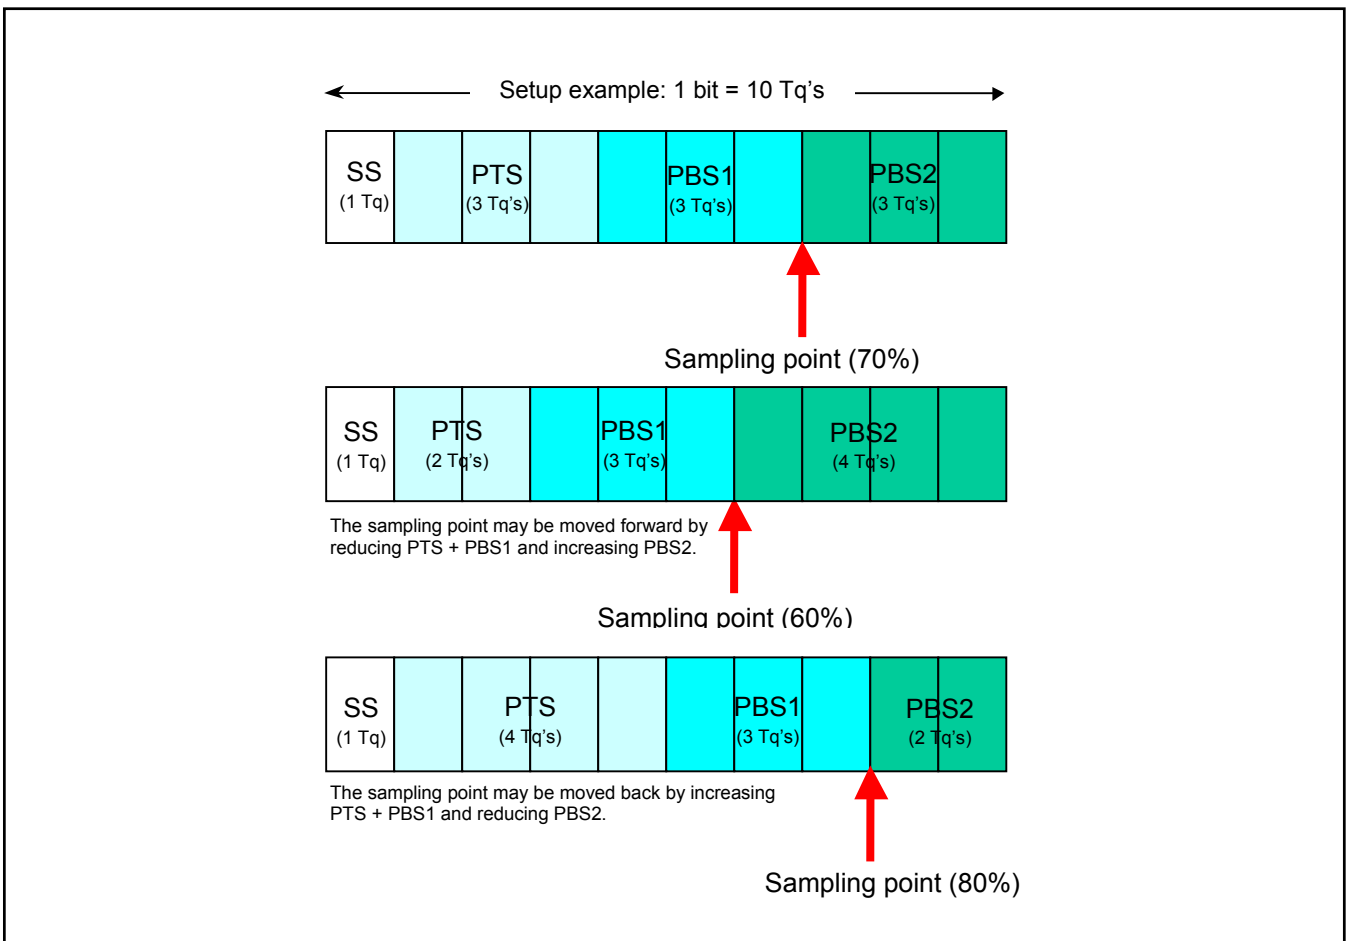 Setup example: 1 bit = 10 Tq's
SS PTS PBS1 PBS2
(1 Tq) (3 Tq's) (3 Tq's) (3 Tq's)
Sampling point (70%)
SS PTS PBS1 PBS2
(1 Tq) (2 Tq's) (3 Tq's) (4 Tq's)
The sampling point may be moved forward by
reducing PTS + PBS1 and increasing PBS2.
Sampling point (60%)
SS PTS PBS1 PBS2
(1 Tq) (4 Tq's) (3 Tq's) (2 Tq's)
The sampling point may be moved back by increasing
PTS + PBS1 and reducing PBS2.
Sampling point (80%)